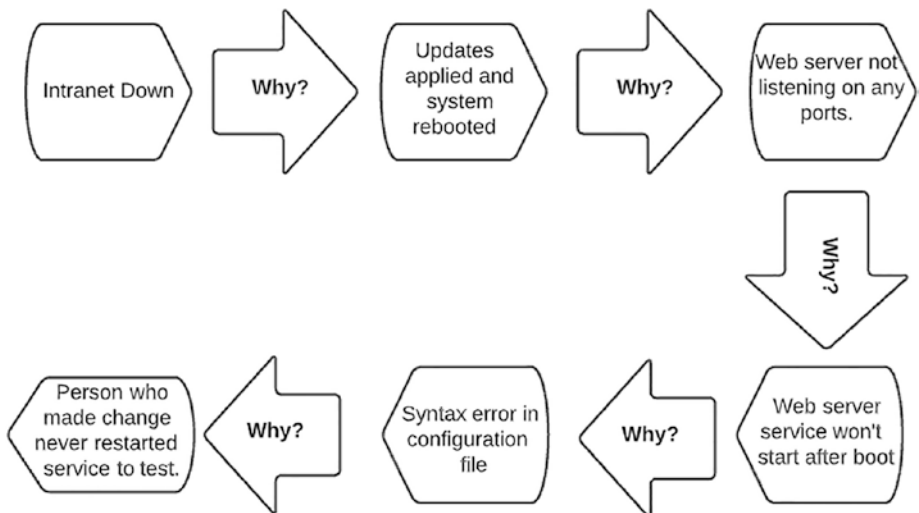 Intranet Down
Why?
Updates
applied and
system
rebooted
Why?
Web server not
listening on any
ports.
Why?
Web server
service won't
start after boot
Why?
Syntax error in
configuration
file
Why?
Person who
made change
never restarted
service to test.